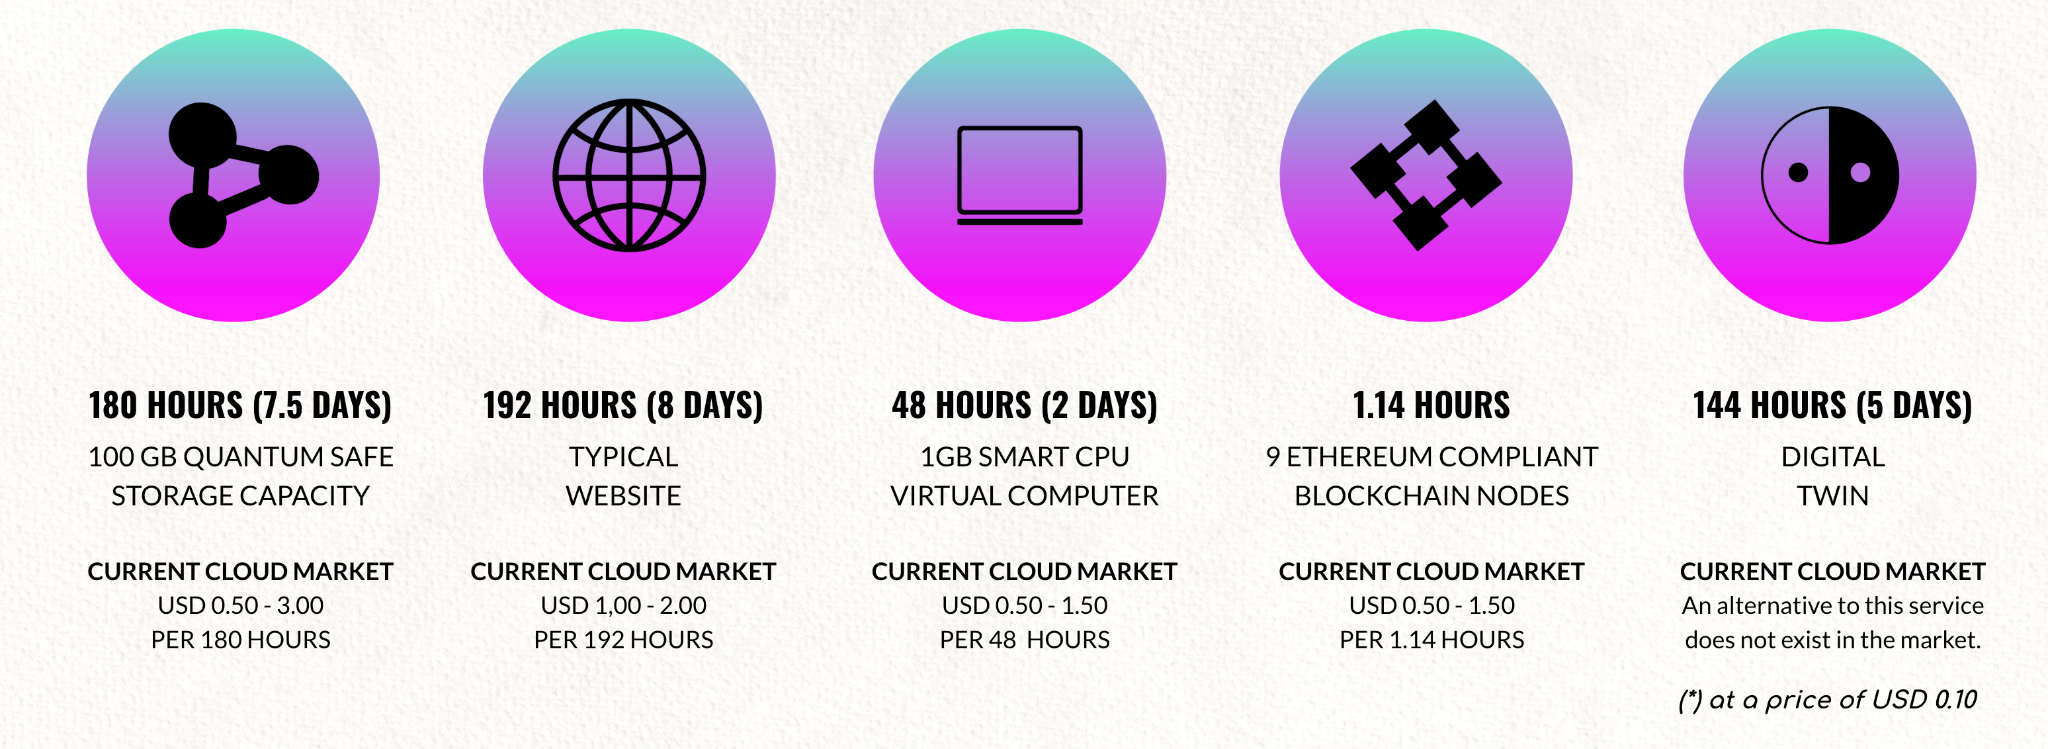 180 HOURS (7.5 DAYS)
100 GB QUANTUM SAFE
STORAGE CAPACITY
CURRENT CLOUD MARKET
USD 0.50 - 3.00
PER 180 HOURS
192 HOURS (8 DAYS)
TYPICAL
WEBSITE
CURRENT CLOUD MARKET
USD 1,00 - 2.00
PER 192 HOURS
48 HOURS (2 DAYS)
1GB SMART CPU
VIRTUAL COMPUTER
CURRENT CLOUD MARKET
USD 0.50 - 1.50
PER 48  HOURS
1.14 HOURS
9 ETHEREUM COMPLIANT
BLOCKCHAIN NODES
CURRENT CLOUD MARKET
USD 0.50 - 1.50
PER 1.14 HOURS
144 HOURS (5 DAYS)
DIGITAL
TWIN
CURRENT CLOUD MARKET
An alternative to this service
does not exist in the market.
(*) at a price of USD 0.10